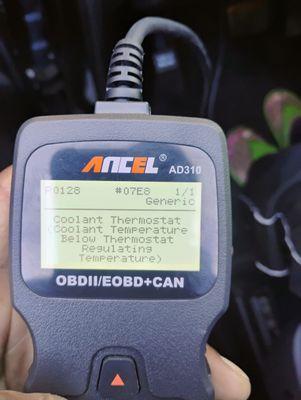 ANCEL®
AD310
P0128 #07E8 1/1
Generic
Coolant Thermostat
(Coolant Temperature
Below Thermostat
Regulating
Temperature)
OBDII/EOBD+CAN